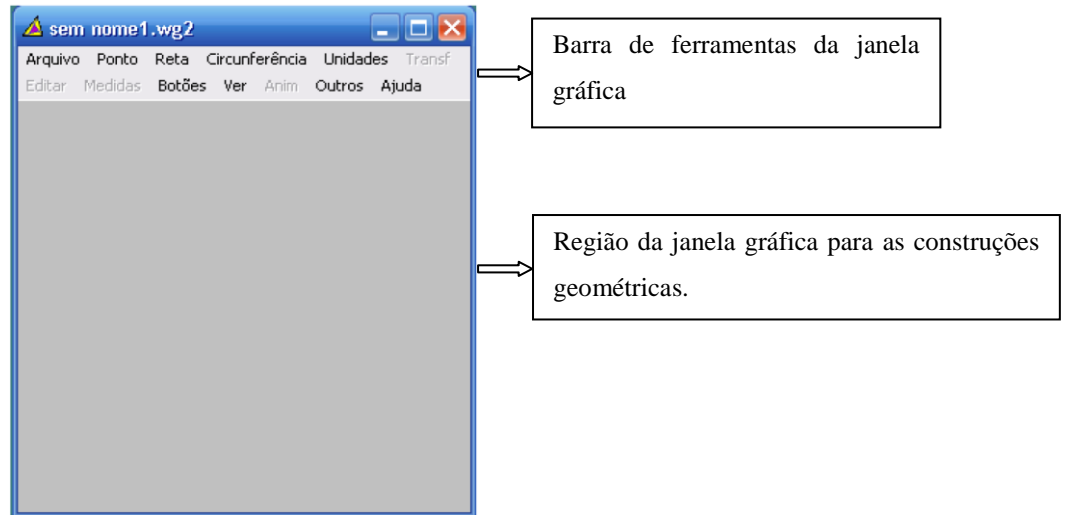 sem nome1.wg2
Arquivo Ponto Reta Circunferência Unidades Transf
Editar Medidas Botões Ver Anim Outros Ajuda
Barra de ferramentas da janela
gráfica
Região da janela gráfica para as construções
geométricas.